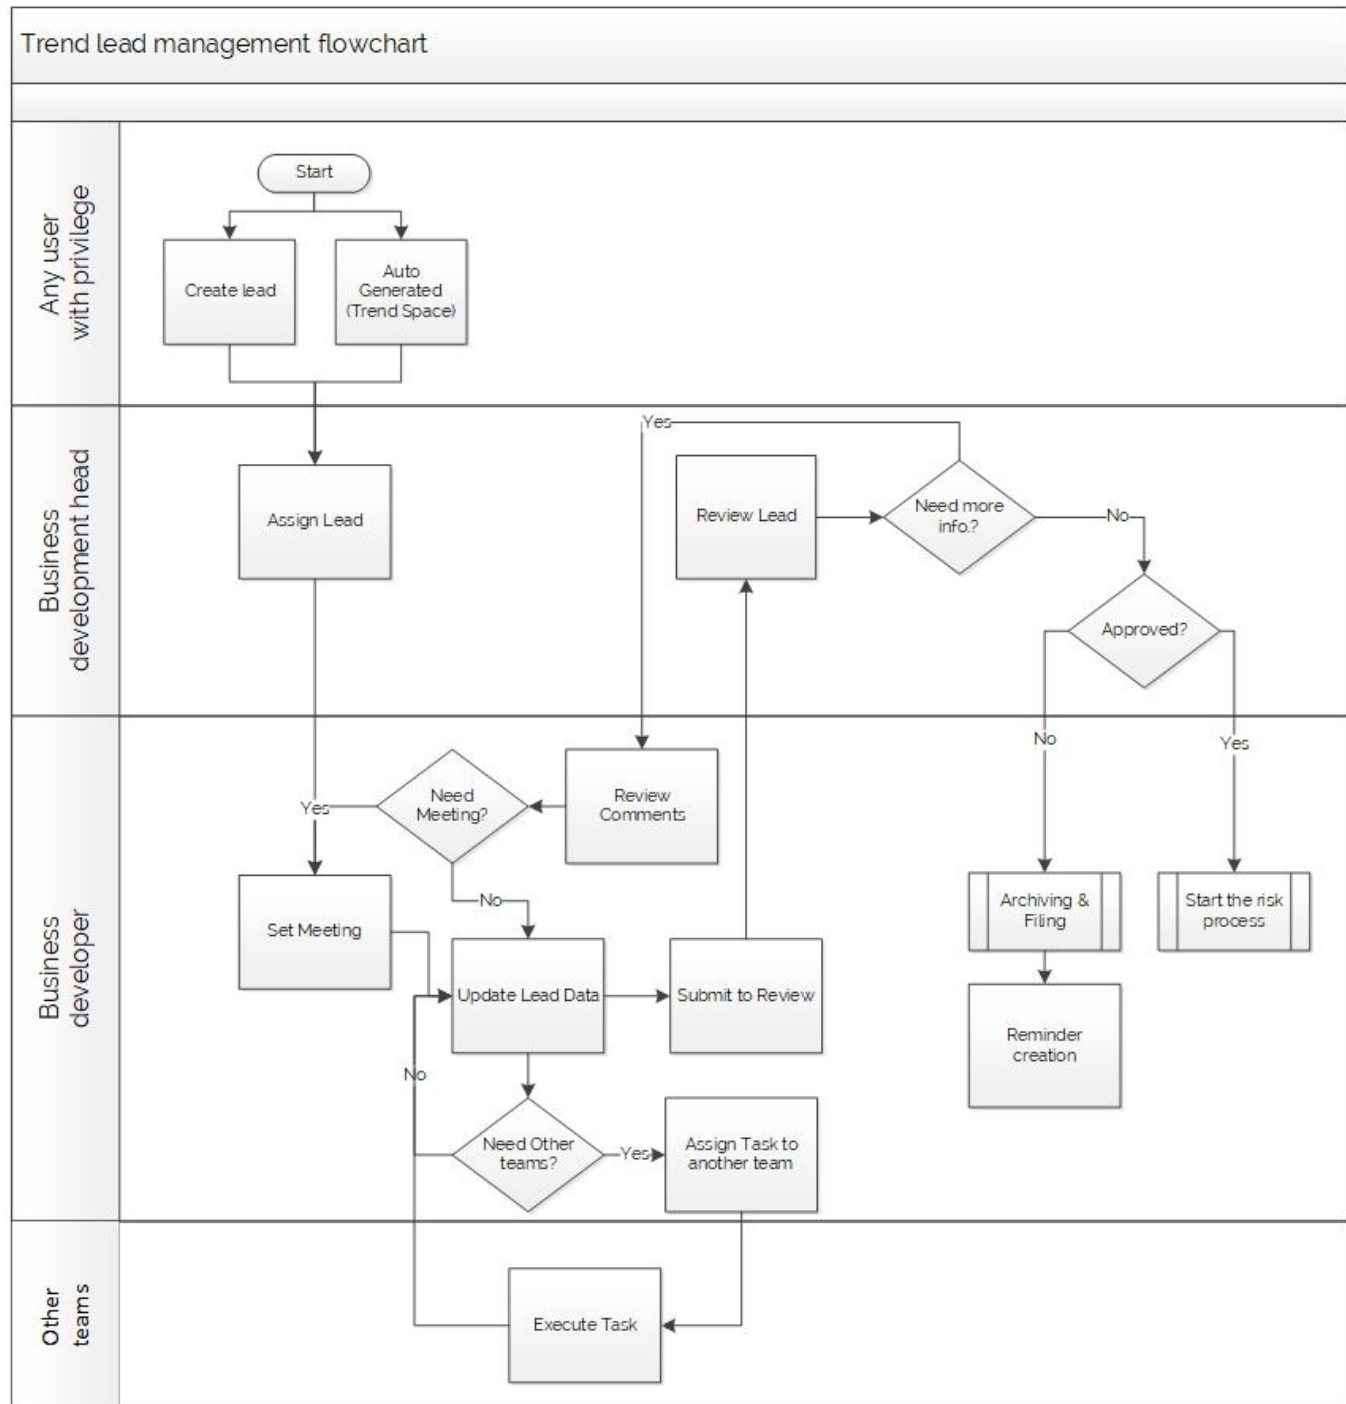 Trend lead management flowchart
Any user
with privilege
Start
Create lead
Auto
Generated
(Trend Space)
Business
development head
Yes
Assign Lead
Review Lead
Need more
info.?
No
Approved?
Business
developer
No
Yes
Need
Meeting?
Review
Comments
Yes
No
Set Meeting
Archiving &
Filing
Start the risk
process
Update Lead Data
Submit to Review
Reminder
creation
No
Need Other
teams?
Yes
Assign Task to
another team
Other
teams
Execute Task